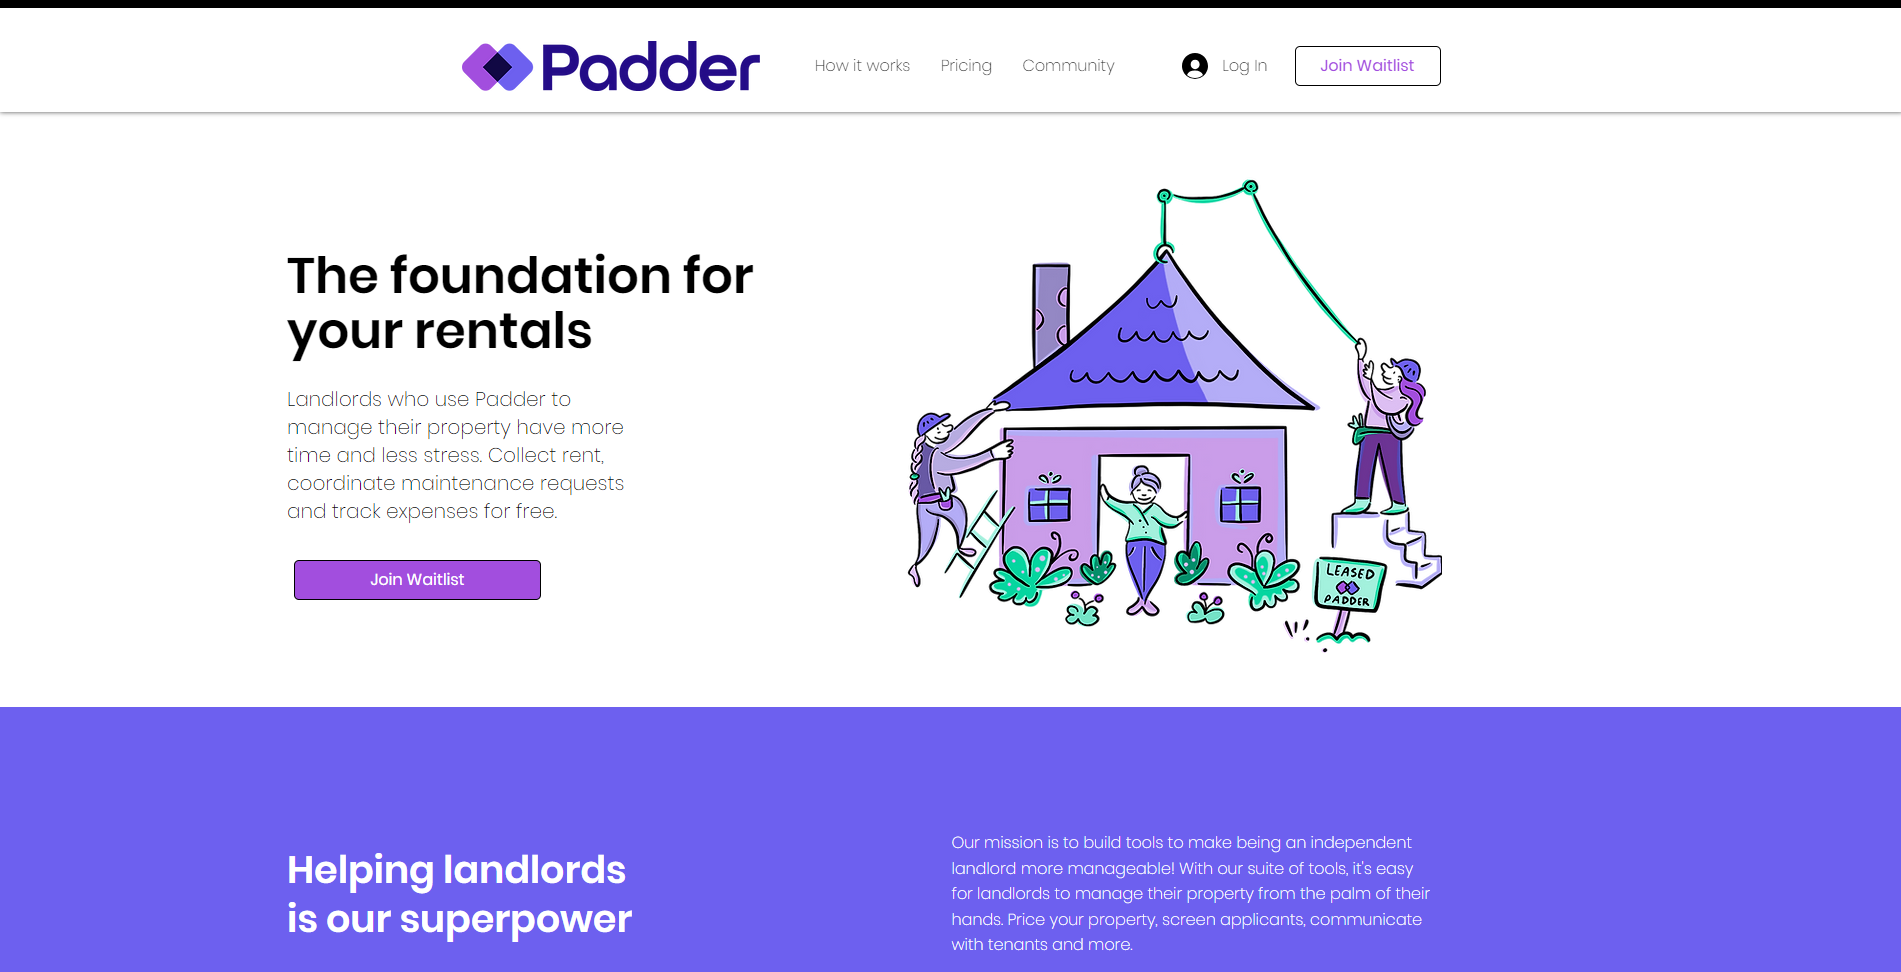 Padder
How it works
Pricing
Community
Log In
Join Waitlist
The foundation for
your rentals
Landlords who use Padder to
manage their property have more
time and less stress. Collect rent,
coordinate maintenance requests
and track expenses for free.
Join Waitlist
LEASED
PADDER
Helping landlords
is our superpower
Our mission is to build tools to make being an independent
landlord more manageable! With our suite of tools, it's easy
for landlords to manage their property from the palm of their
hands. Price your property, screen applicants, communicate
with tenants and more.